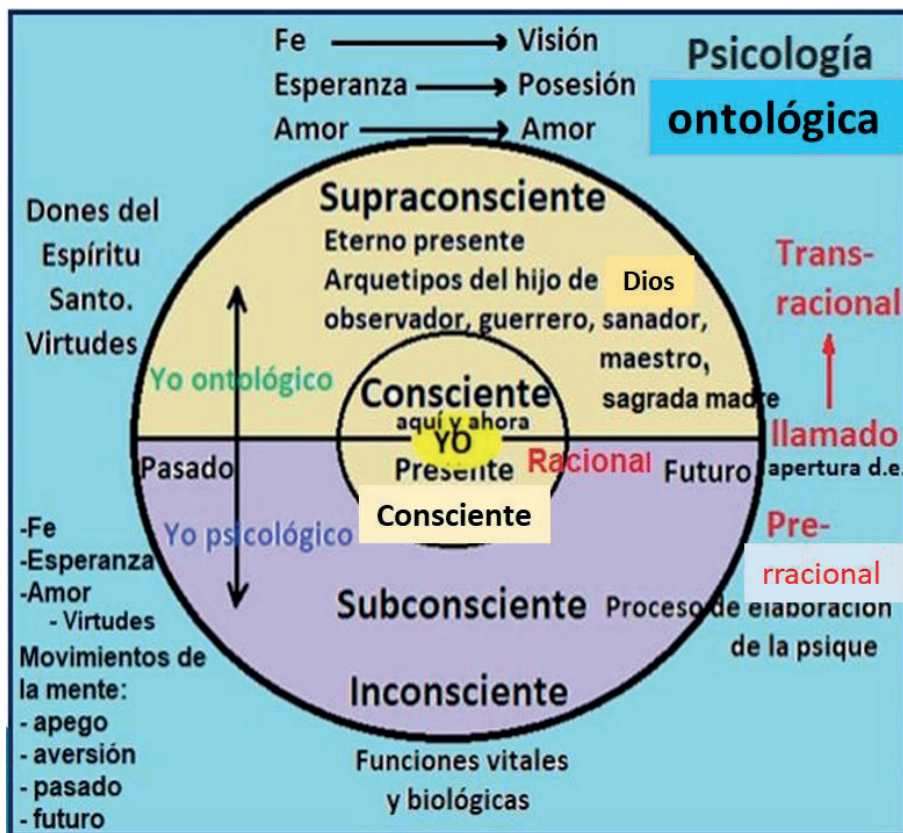 Fe → Visión
Esperanza → Posesión
Amor → Amor
Psicología
ontológica
Dones del
Espíritu
Santo.
Virtudes
Supraconsciente
Eterno presente
Arquetipos del hijo de Dios
observador, guerrero, sanador,
maestro,
sagrada madre
Trans-
racional
Yo ontológico
Consciente
aquí y ahora
YO
llamado
apertura d.e.
Pasado
Presente
Racional
Futuro
Consciente
Yo psicológico
Pre-
rracional
-Fe
-Esperanza
-Amor
- Virtudes
Movimientos de
la mente:
- apego
- aversión
- pasado
- futuro
Subconsciente
Proceso de elaboración
de la psique
Inconsciente
Funciones vitales
y biológicas